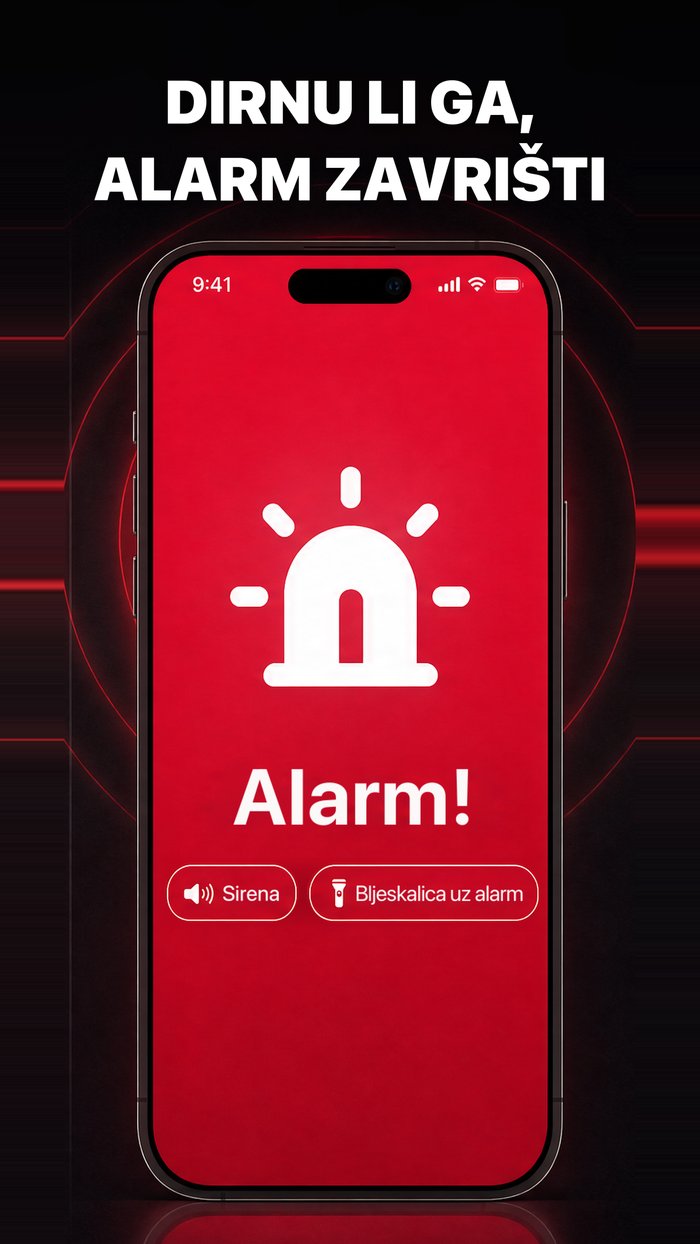 DIRNU LI GA,
ALARM ZAVRIŠTI
9:41
Alarm!
Sirena
Bljeskalica uz alarm